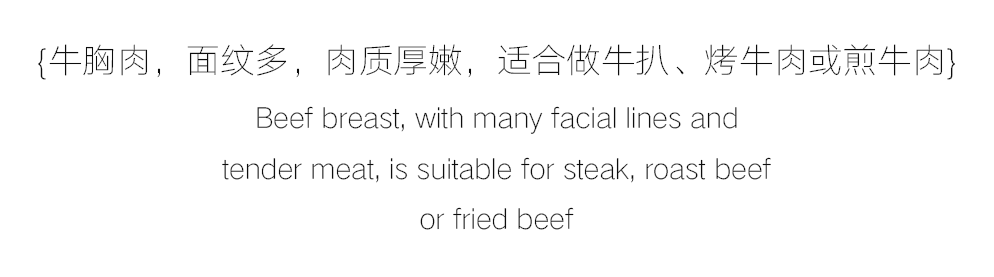 {牛胸肉，面纹多，肉质厚嫩，适合做牛扒、烤牛肉或煎牛肉}
Beef breast, with many facial lines and
tender meat, is suitable for steak, roast beef
or fried beef